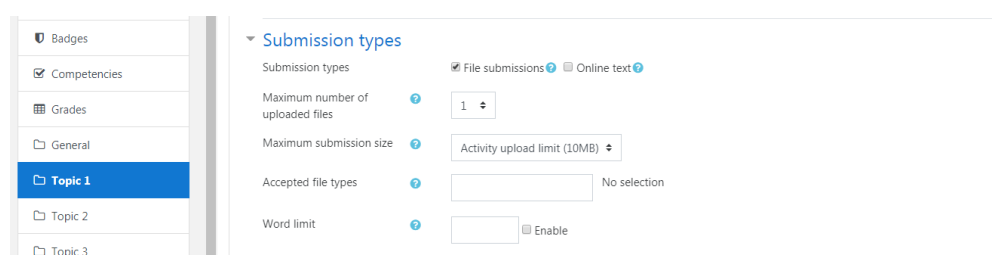 Badges
Competencies
Grades
General
Topic 1
Topic 2
Topic 3
Submission types
Submission types File submissions Online text
Maximum number of
uploaded files 1
Maximum submission size Activity upload limit (10MB)
Accepted file types No selection
Word limit Enable